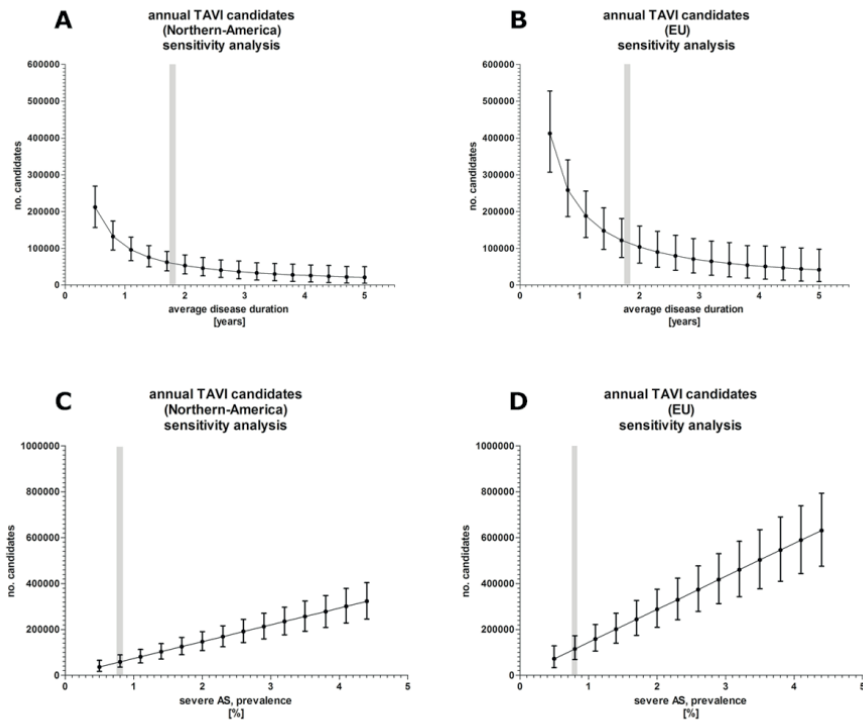 A
annual TAVI candidates
(Northern-America)
sensitivity analysis
600000
500000
400000
300000
200000
100000
0
no. candidates
0 1 2 3 4 5
average disease duration
[years]
B
annual TAVI candidates
(EU)
sensitivity analysis
600000
500000
400000
300000
200000
100000
0
no. candidates
0 1 2 3 4 5
average disease duration
[years]
C
annual TAVI candidates
(Northern-America)
sensitivity analysis
1000000
800000
600000
400000
200000
0
no. candidates
0 1 2 3 4 5
severe AS, prevalence
[%]
D
annual TAVI candidates
(EU)
sensitivity analysis
1000000
800000
600000
400000
200000
0
no. candidates
0 1 2 3 4 5
severe AS, prevalence
[%]